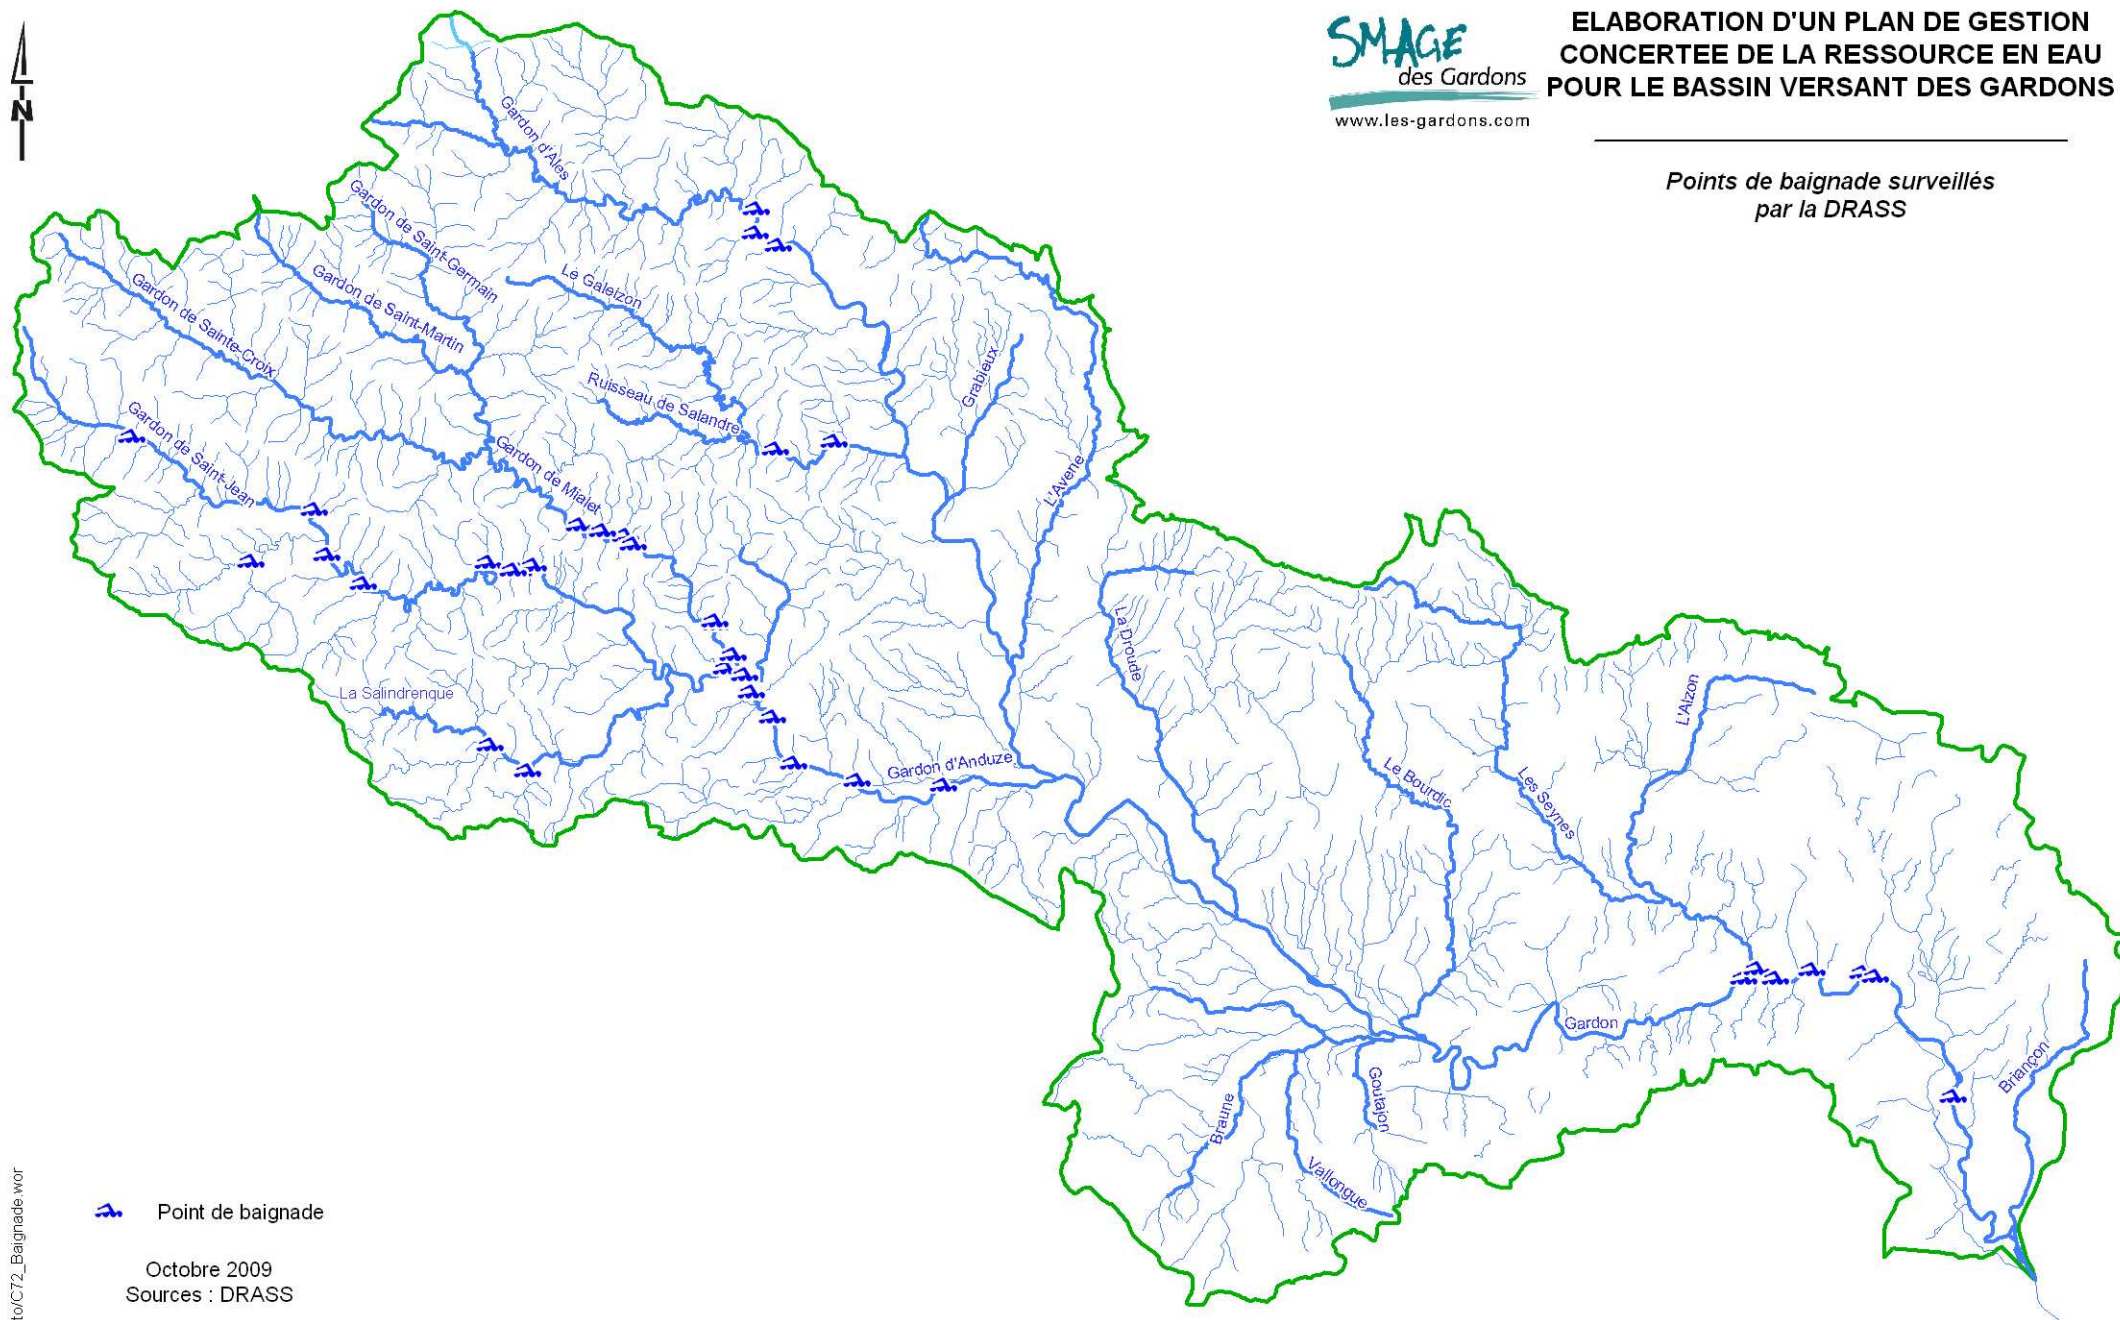 SMAGE
des Gardons
www.les-gardons.com
ELABORATION D'UN PLAN DE GESTION
CONCERTEE DE LA RESSOURCE EN EAU
POUR LE BASSIN VERSANT DES GARDONS
Points de baignade surveillés
par la DRASS
N
Gardon d'Ales
Gardon de Saint-Germain
Le Galeizon
Gardon de Saint-Martin
Gardon de Sainte-Croix
Grabieux
Ruisseau de Salandre
Gardon de Saint-Jean
Gardon de Mialet
L'Avene
La Droude
La Salindrenque
L'Alzon
Gardon d'Anduze
Le Bourdic
Les Seynes
Gardon
Briançon
Goutajon
Braune
Vallongue
Point de baignade
Octobre 2009
Sources : DRASS
to/C72_Baignade.wor